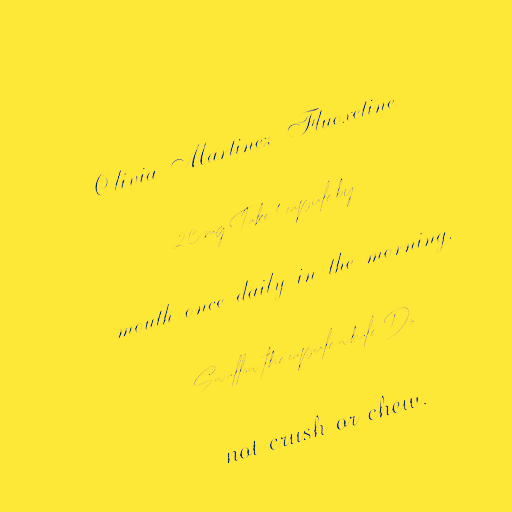 Olivia Martinez Fluoxetine
20 mg Take 1 capsule by
mouth once daily in the morning.
Swallow the capsule whole. Do
not crush or chew.